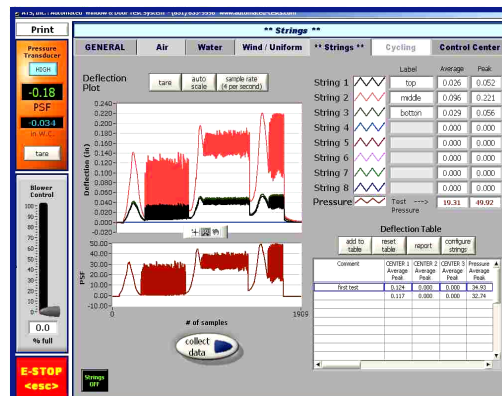 ATS, Inc. Automated Window & Door Test System
Print
** Strings **
GENERAL
Air
Water
Wind / Uniform
** Strings **
Cycling
Control Center
Pressure
Transducer
HIGH
-0.18
PSF
-0.034
in W.C.
tare
Deflection
Plot
tare
auto
scale
sample rate
(4 per second)
Label
Average
Peak
String 1
top
0.026
0.052
String 2
middle
0.096
0.221
String 3
botton
0.029
0.056
String 4
0.000
0.000
String 5
0.000
0.000
String 6
0.000
0.000
String 7
0.000
0.000
String 8
0.000
0.000
Pressure
Test --->
Pressure
19.31
49.92
Deflection (in)
0.240
0.220
0.200
0.180
0.160
0.140
0.120
0.100
0.080
0.060
0.040
0.020
0.000
-0.020
PSF
50.00
40.00
30.00
20.00
10.00
0.00
-10.00
0
1909
# of samples
collect
data
Blower
Control
100
90
80
70
60
50
40
30
20
10
0
0.0
% full
E-STOP
<esc>
Strings
OFF
Deflection Table
add to
table
reset
table
report
configure
strings
Comment
CENTER 1
Average
Peak
CENTER 2
Average
Peak
CENTER 3
Average
Peak
Pressure
Average
Peak
first test
0.124
0.000
0.000
34.93
0.117
0.000
0.000
32.74